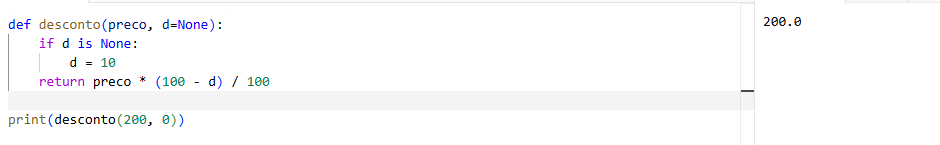 def desconto(preco, d=None):
    if d is None:
        d = 10
    return preco * (100 - d) / 100
print(desconto(200, 0))
200.0